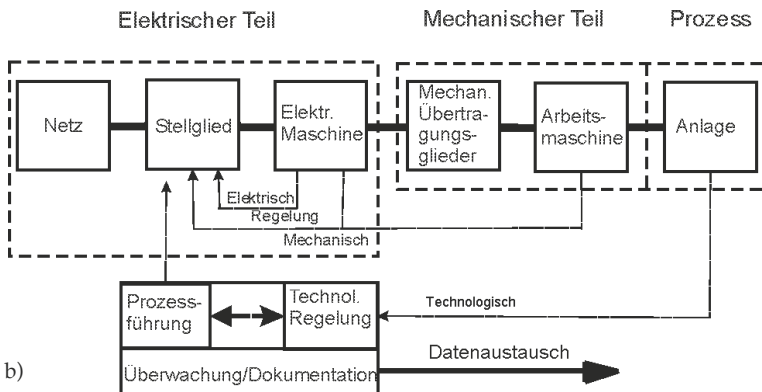 Elektrischer Teil
Mechanischer Teil
Prozess
Netz
Stellglied
Elektr.
Maschine
Mechan.
Übertra-
gungs-
glieder
Arbeits-
maschine
Anlage
Elektrisch
Regelung
Mechanisch
Prozess-
führung
Technol.
Regelung
Technologisch
Überwachung/Dokumentation
Datenaustausch
b)